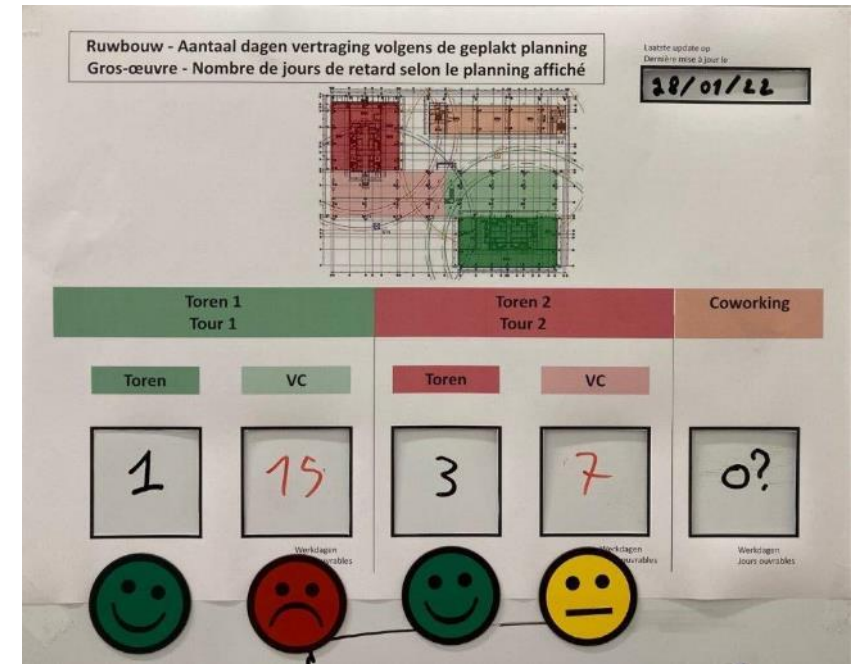 Ruwbouw - Aantaal dagen vertraging volgens de geplakt planning
Gros-œuvre - Nombre de jours de retard selon le planning affiché
Laatste update op
Dernière mise à jour le
28/01/22
Toren 1
Tour 1
Toren 2
Tour 2
Coworking
Toren
VC
Toren
VC
1
15
3
7
0?
Werkdagen
ouvrables
Werkdagen
ouvrables
Werkdagen
Jours ouvrables